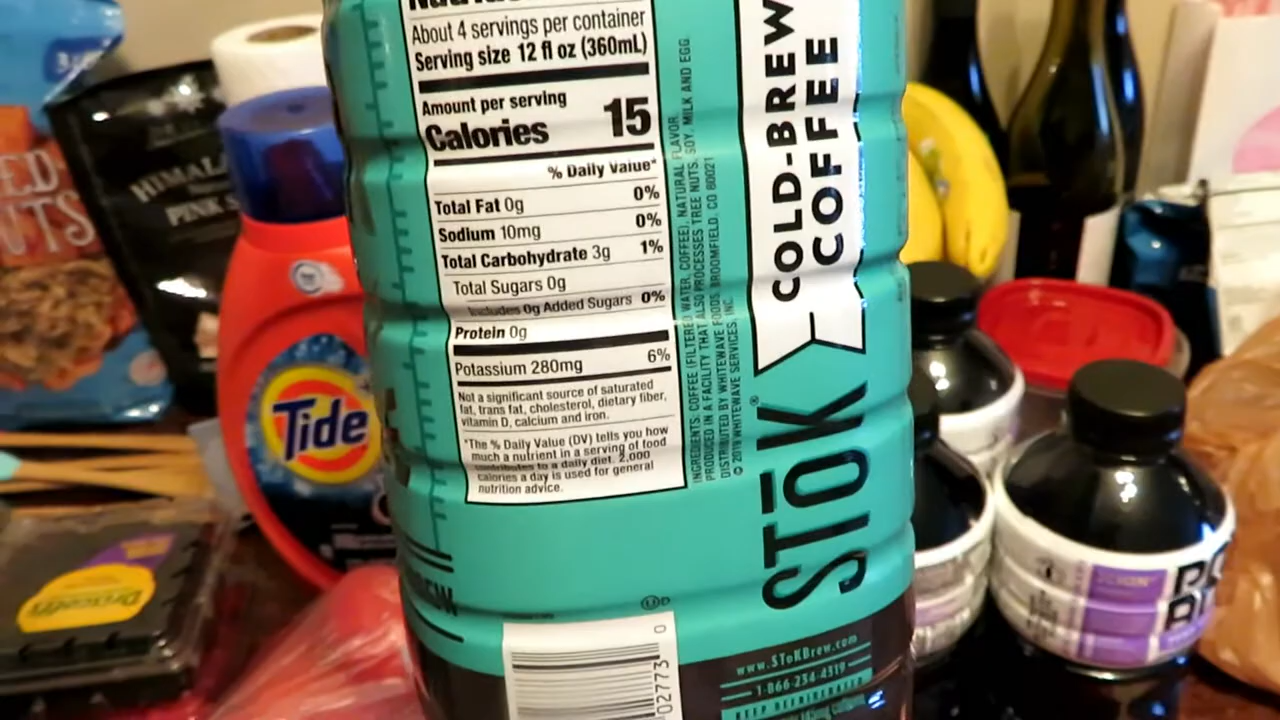 About 4 servings per container
Serving size 12 fl oz (360mL)
Amount per serving
Calories 15
% Daily Value*
Total Fat 0g 0%
Sodium 10mg 0%
Total Carbohydrate 3g 1%
Total Sugars 0g
Includes 0g Added Sugars 0%
Protein 0g
Potassium 280mg 6%
Not a significant source of saturated
fat, trans fat, cholesterol, dietary fiber,
vitamin D, calcium and iron.
*The % Daily Value (DV) tells you how
much a nutrient in a serving of food
contributes to a daily diet. 2,000
calories a day is used for general
nutrition advice.
INGREDIENTS: COFFEE (FILTERED WATER, COFFEE), NATURAL FLAVOR.
PRODUCED IN A FACILITY THAT ALSO PROCESSES TREE NUTS, SOY, MILK AND EGG.
DISTRIBUTED BY WHITEWAVE FOODS, BROOMFIELD, CO 80021
© 2019 WHITEWAVE SERVICES, INC.
COLD-BREW
COFFEE
STōK®
www.SToKBrew.com
1-866-234-4319
KEEP REFRIGERATED
02773 0
Tide
PINK